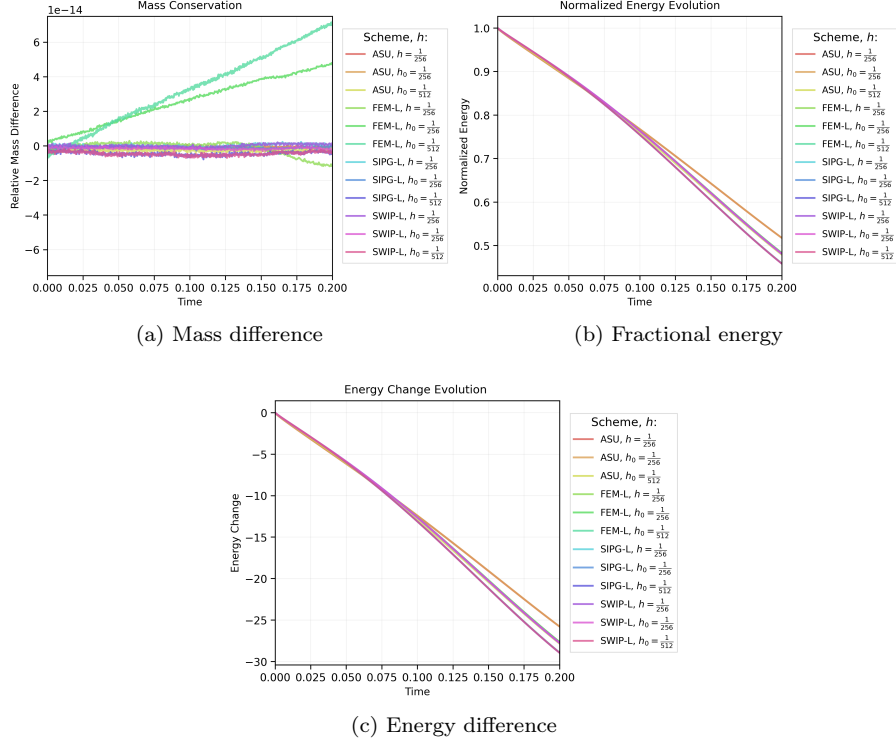 Mass Conservation
1e−14
Relative Mass Difference
6
4
2
0
−2
−4
−6
0.000 0.025 0.050 0.075 0.100 0.125 0.150 0.175 0.200
Time
Scheme, h:
ASU, h = 1/256
ASU, h₀ = 1/256
ASU, h₀ = 1/512
FEM-L, h = 1/256
FEM-L, h₀ = 1/256
FEM-L, h₀ = 1/512
SIPG-L, h = 1/256
SIPG-L, h₀ = 1/256
SIPG-L, h₀ = 1/512
SWIP-L, h = 1/256
SWIP-L, h₀ = 1/256
SWIP-L, h₀ = 1/512
(a) Mass difference
Normalized Energy Evolution
Normalized Energy
1.0
0.9
0.8
0.7
0.6
0.5
0.000 0.025 0.050 0.075 0.100 0.125 0.150 0.175 0.200
Time
Scheme, h:
ASU, h = 1/256
ASU, h₀ = 1/256
ASU, h₀ = 1/512
FEM-L, h = 1/256
FEM-L, h₀ = 1/256
FEM-L, h₀ = 1/512
SIPG-L, h = 1/256
SIPG-L, h₀ = 1/256
SIPG-L, h₀ = 1/512
SWIP-L, h = 1/256
SWIP-L, h₀ = 1/256
SWIP-L, h₀ = 1/512
(b) Fractional energy
Energy Change Evolution
Energy Change
0
−5
−10
−15
−20
−25
−30
0.000 0.025 0.050 0.075 0.100 0.125 0.150 0.175 0.200
Time
Scheme, h:
ASU, h = 1/256
ASU, h₀ = 1/256
ASU, h₀ = 1/512
FEM-L, h = 1/256
FEM-L, h₀ = 1/256
FEM-L, h₀ = 1/512
SIPG-L, h = 1/256
SIPG-L, h₀ = 1/256
SIPG-L, h₀ = 1/512
SWIP-L, h = 1/256
SWIP-L, h₀ = 1/256
SWIP-L, h₀ = 1/512
(c) Energy difference